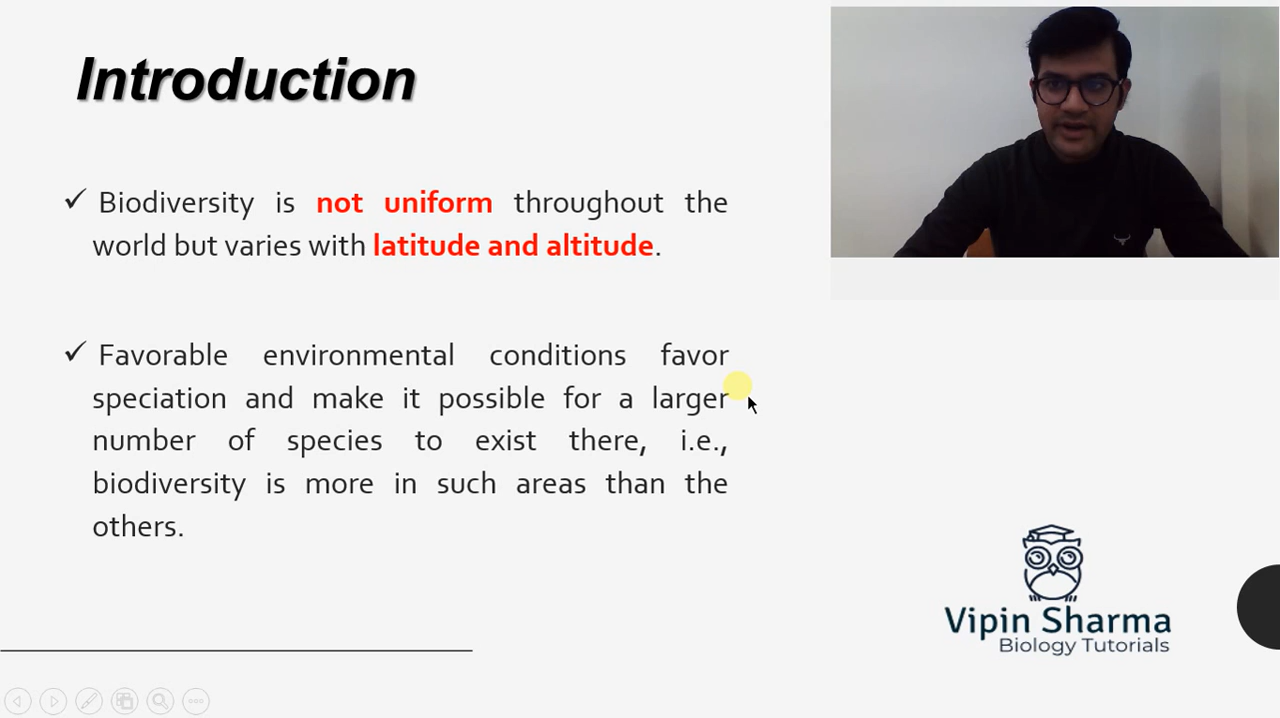 Introduction
✓ Biodiversity is not uniform throughout the
world but varies with latitude and altitude.
✓ Favorable environmental conditions favor
speciation and make it possible for a larger
number of species to exist there, i.e.,
biodiversity is more in such areas than the
others.
Vipin Sharma
Biology Tutorials